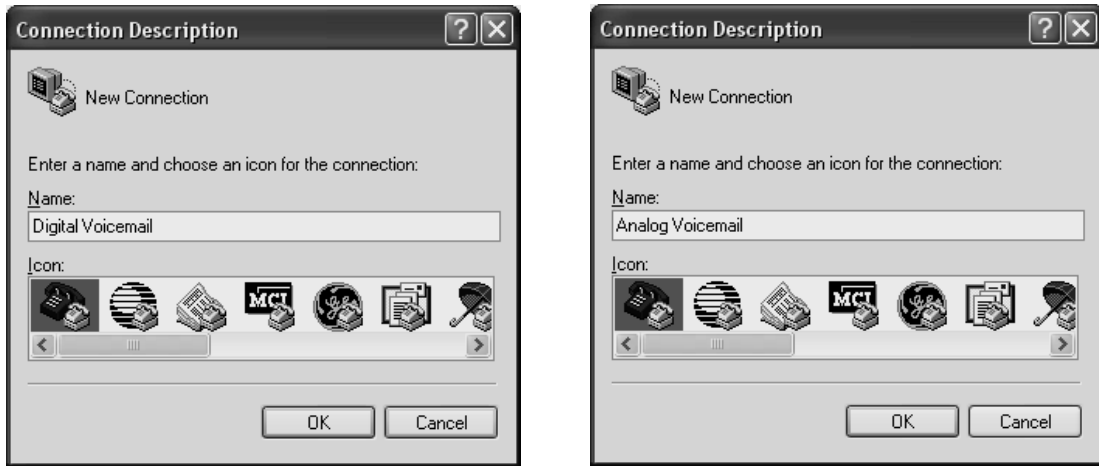 Connection Description
New Connection
Enter a name and choose an icon for the connection:
Name:
Digital Voicemail
Icon:
MCI
OK Cancel
Connection Description
New Connection
Enter a name and choose an icon for the connection:
Name:
Analog Voicemail
Icon:
MCI
OK Cancel